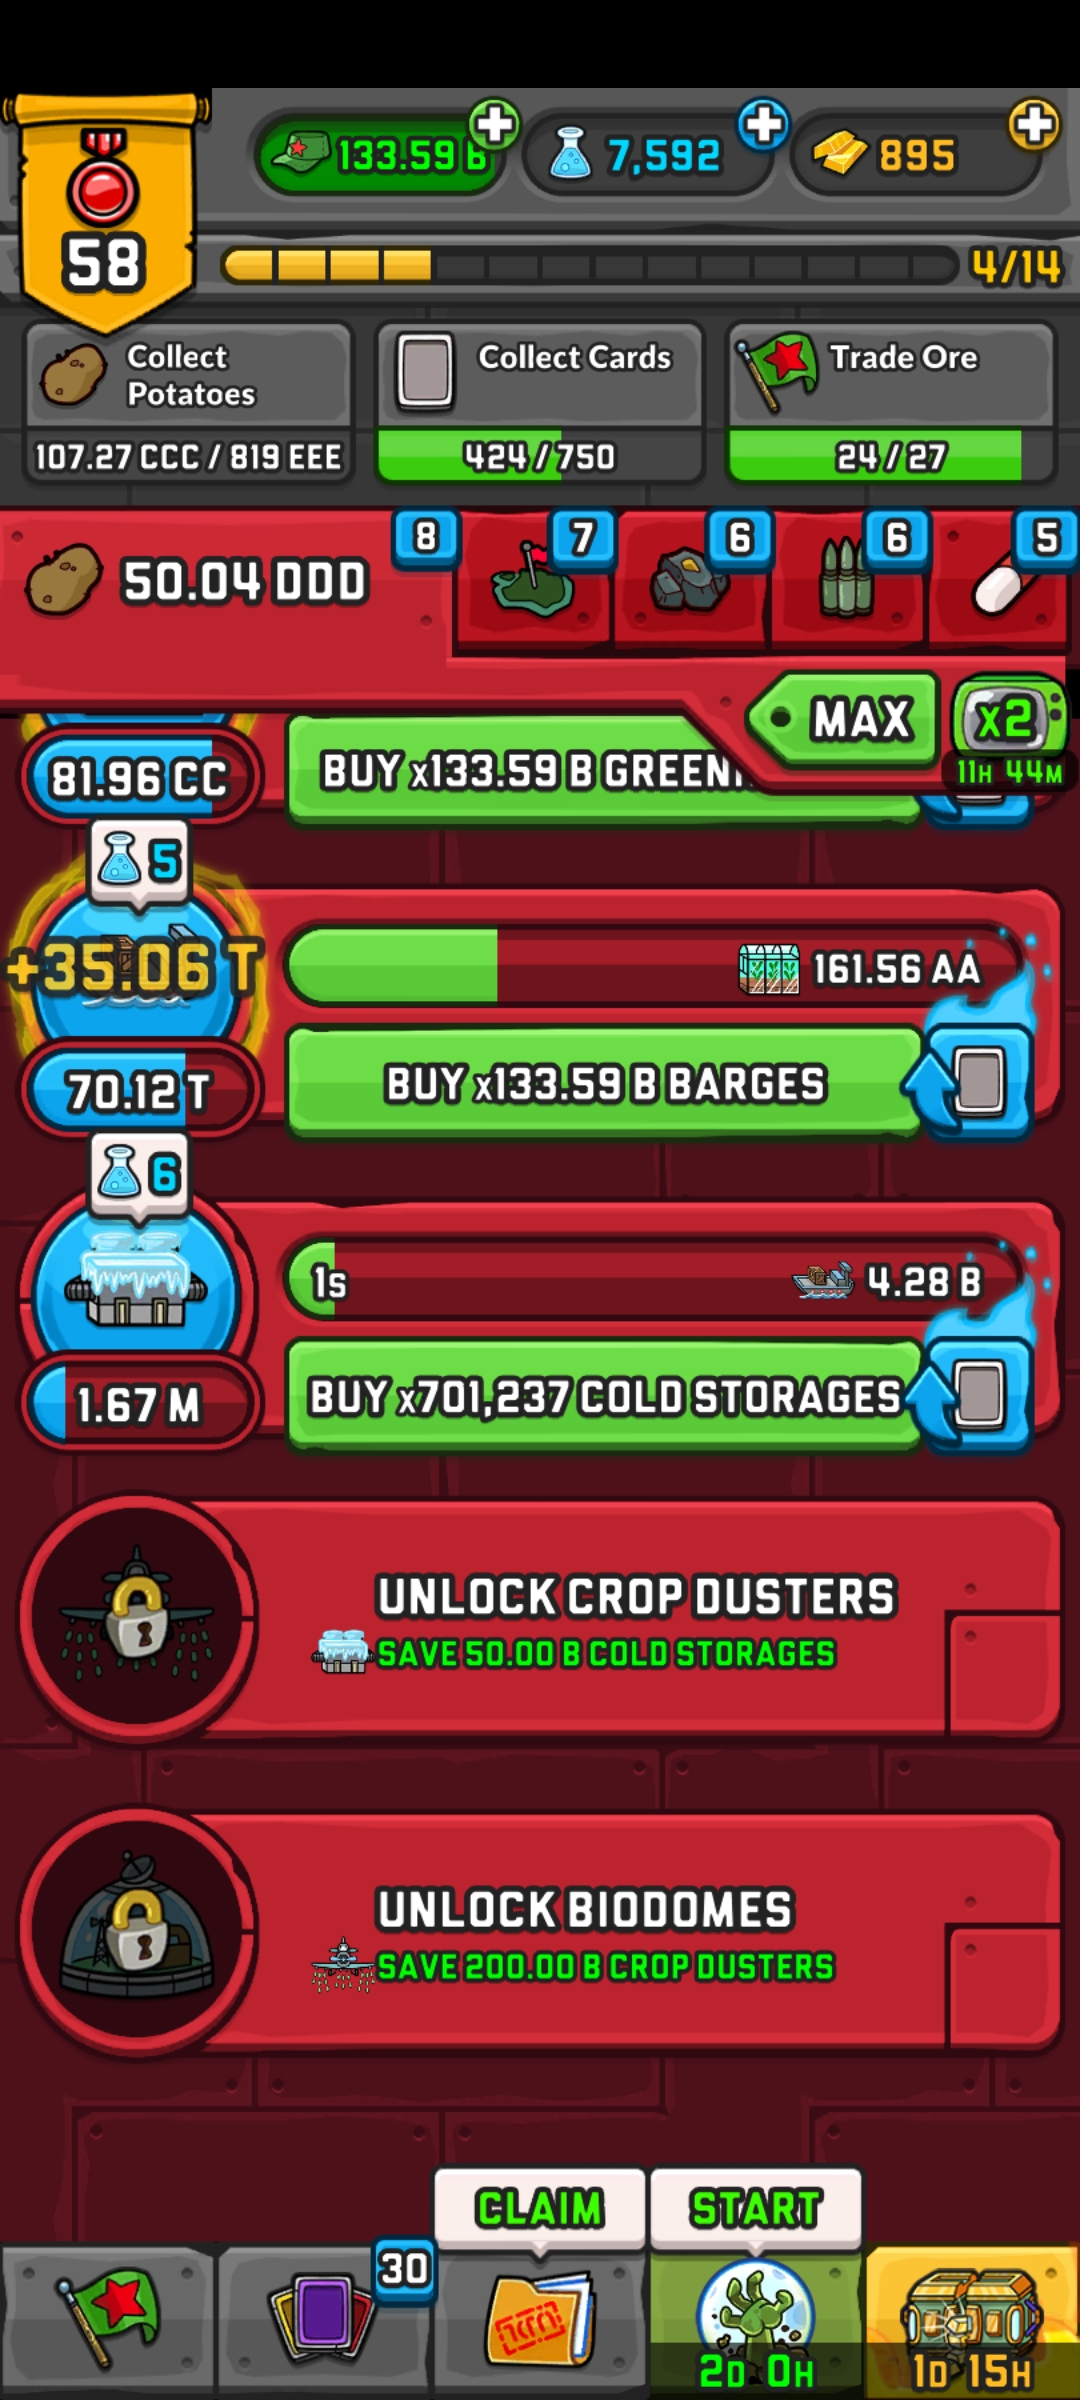 58
133.59 B
7,592
895
4/14
Collect
Potatoes
107.27 CCC / 819 EEE
Collect Cards
424 / 750
Trade Ore
24 / 27
50.04 DDD
8
7
6
6
5
MAX
x2
11H 44M
81.96 CC
BUY x133.59 B
5
+35.06 T
161.56 AA
70.12 T
BUY x133.59 B BARGES
6
1s
4.28 B
1.67 M
BUY x701,237 COLD STORAGES
UNLOCK CROP DUSTERS
SAVE 50.00 B COLD STORAGES
UNLOCK BIODOMES
SAVE 200.00 B CROP DUSTERS
CLAIM
START
30
2D 0H
1D 15H